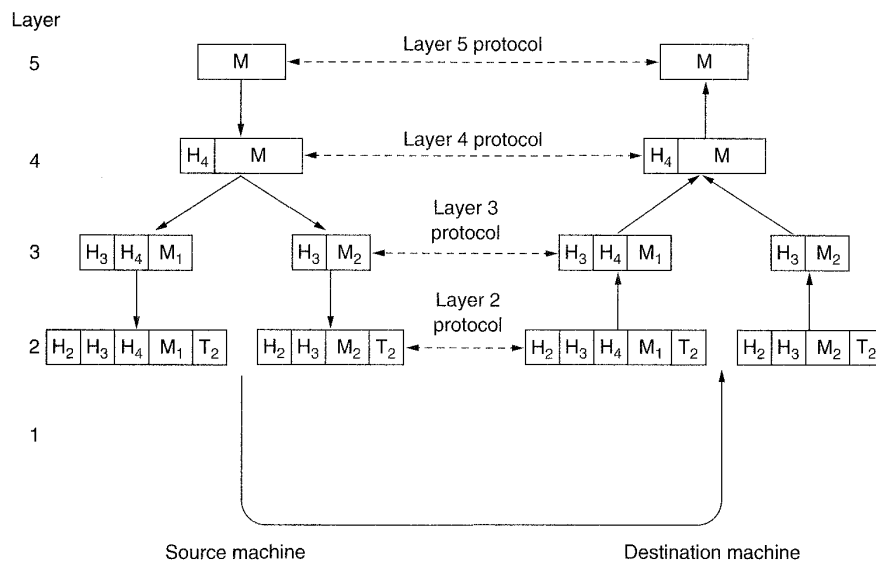 Layer
5
M
Layer 5 protocol
M
4
H₄ M
Layer 4 protocol
H₄ M
3
H₃ H₄ M₁
H₃ M₂
Layer 3
protocol
H₃ H₄ M₁
H₃ M₂
2
H₂ H₃ H₄ M₁ T₂
H₂ H₃ M₂ T₂
Layer 2
protocol
H₂ H₃ H₄ M₁ T₂
H₂ H₃ M₂ T₂
1
Source machine
Destination machine